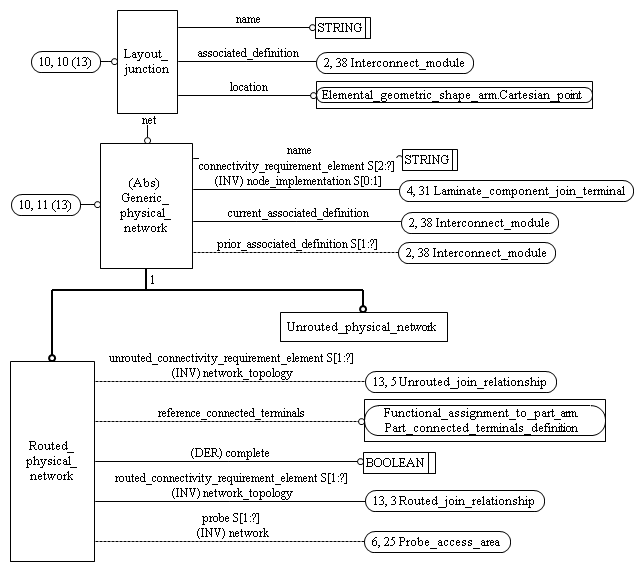 name
STRING
10, 10 (13)
Layout_
junction
associated_definition
2, 38 Interconnect_module
location
Elemental_geometric_shape_arm.Cartesian_point
net
name
connectivity_requirement_element S[2:?]
STRING
(INV) node_implementation S[0:1]
4, 31 Laminate_component_join_terminal
(Abs)
Generic_
physical_
network
10, 11 (13)
current_associated_definition
2, 38 Interconnect_module
prior_associated_definition S[1:?]
2, 38 Interconnect_module
1
Unrouted_physical_network
unrouted_connectivity_requirement_element S[1:?]
(INV) network_topology
13, 5 Unrouted_join_relationship
reference_connected_terminals
Functional_assignment_to_part_arm.
Part_connected_terminals_definition
Routed_
physical_
network
(DER) complete
BOOLEAN
routed_connectivity_requirement_element S[1:?]
(INV) network_topology
13, 3 Routed_join_relationship
probe S[1:?]
(INV) network
6, 25 Probe_access_area